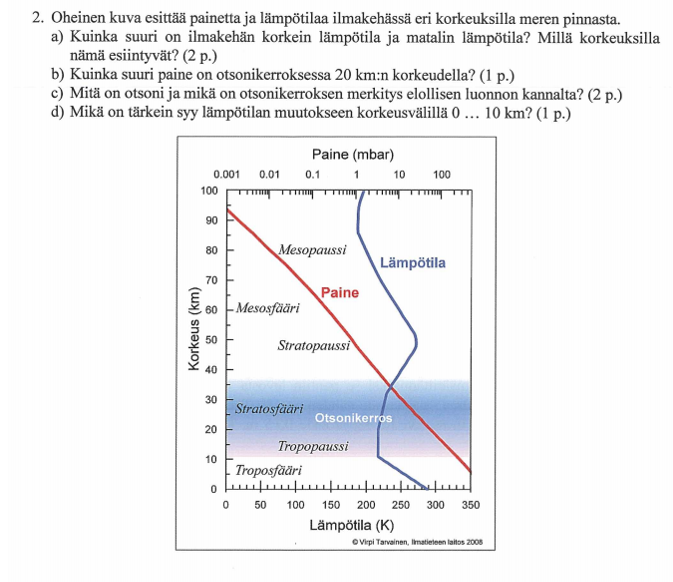 2. Oheinen kuva esittää painetta ja lämpötilaa ilmakehässä eri korkeuksilla meren pinnasta.
a) Kuinka suuri on ilmakehän korkein lämpötila ja matalin lämpötila? Millä korkeuksilla
nämä esiintyvät? (2 p.)
b) Kuinka suuri paine on otsonikerroksessa 20 km:n korkeudella? (1 p.)
c) Mitä on otsoni ja mikä on otsonikerroksen merkitys elollisen luonnon kannalta? (2 p.)
d) Mikä on tärkein syy lämpötilan muutokseen korkeusvälillä 0 … 10 km? (1 p.)
Paine (mbar)
0.001 0.01 0.1 1 10 100
100
90
80
70
60
50
40
30
20
10
0
Korkeus (km)
Mesopaussi
Lämpötila
Paine
Mesosfääri
Stratopaussi
Stratosfääri
Otsonikerros
Tropopaussi
Troposfääri
0 50 100 150 200 250 300 350
Lämpötila (K)
© Virpi Tarvainen, Ilmatieteen laitos 2008